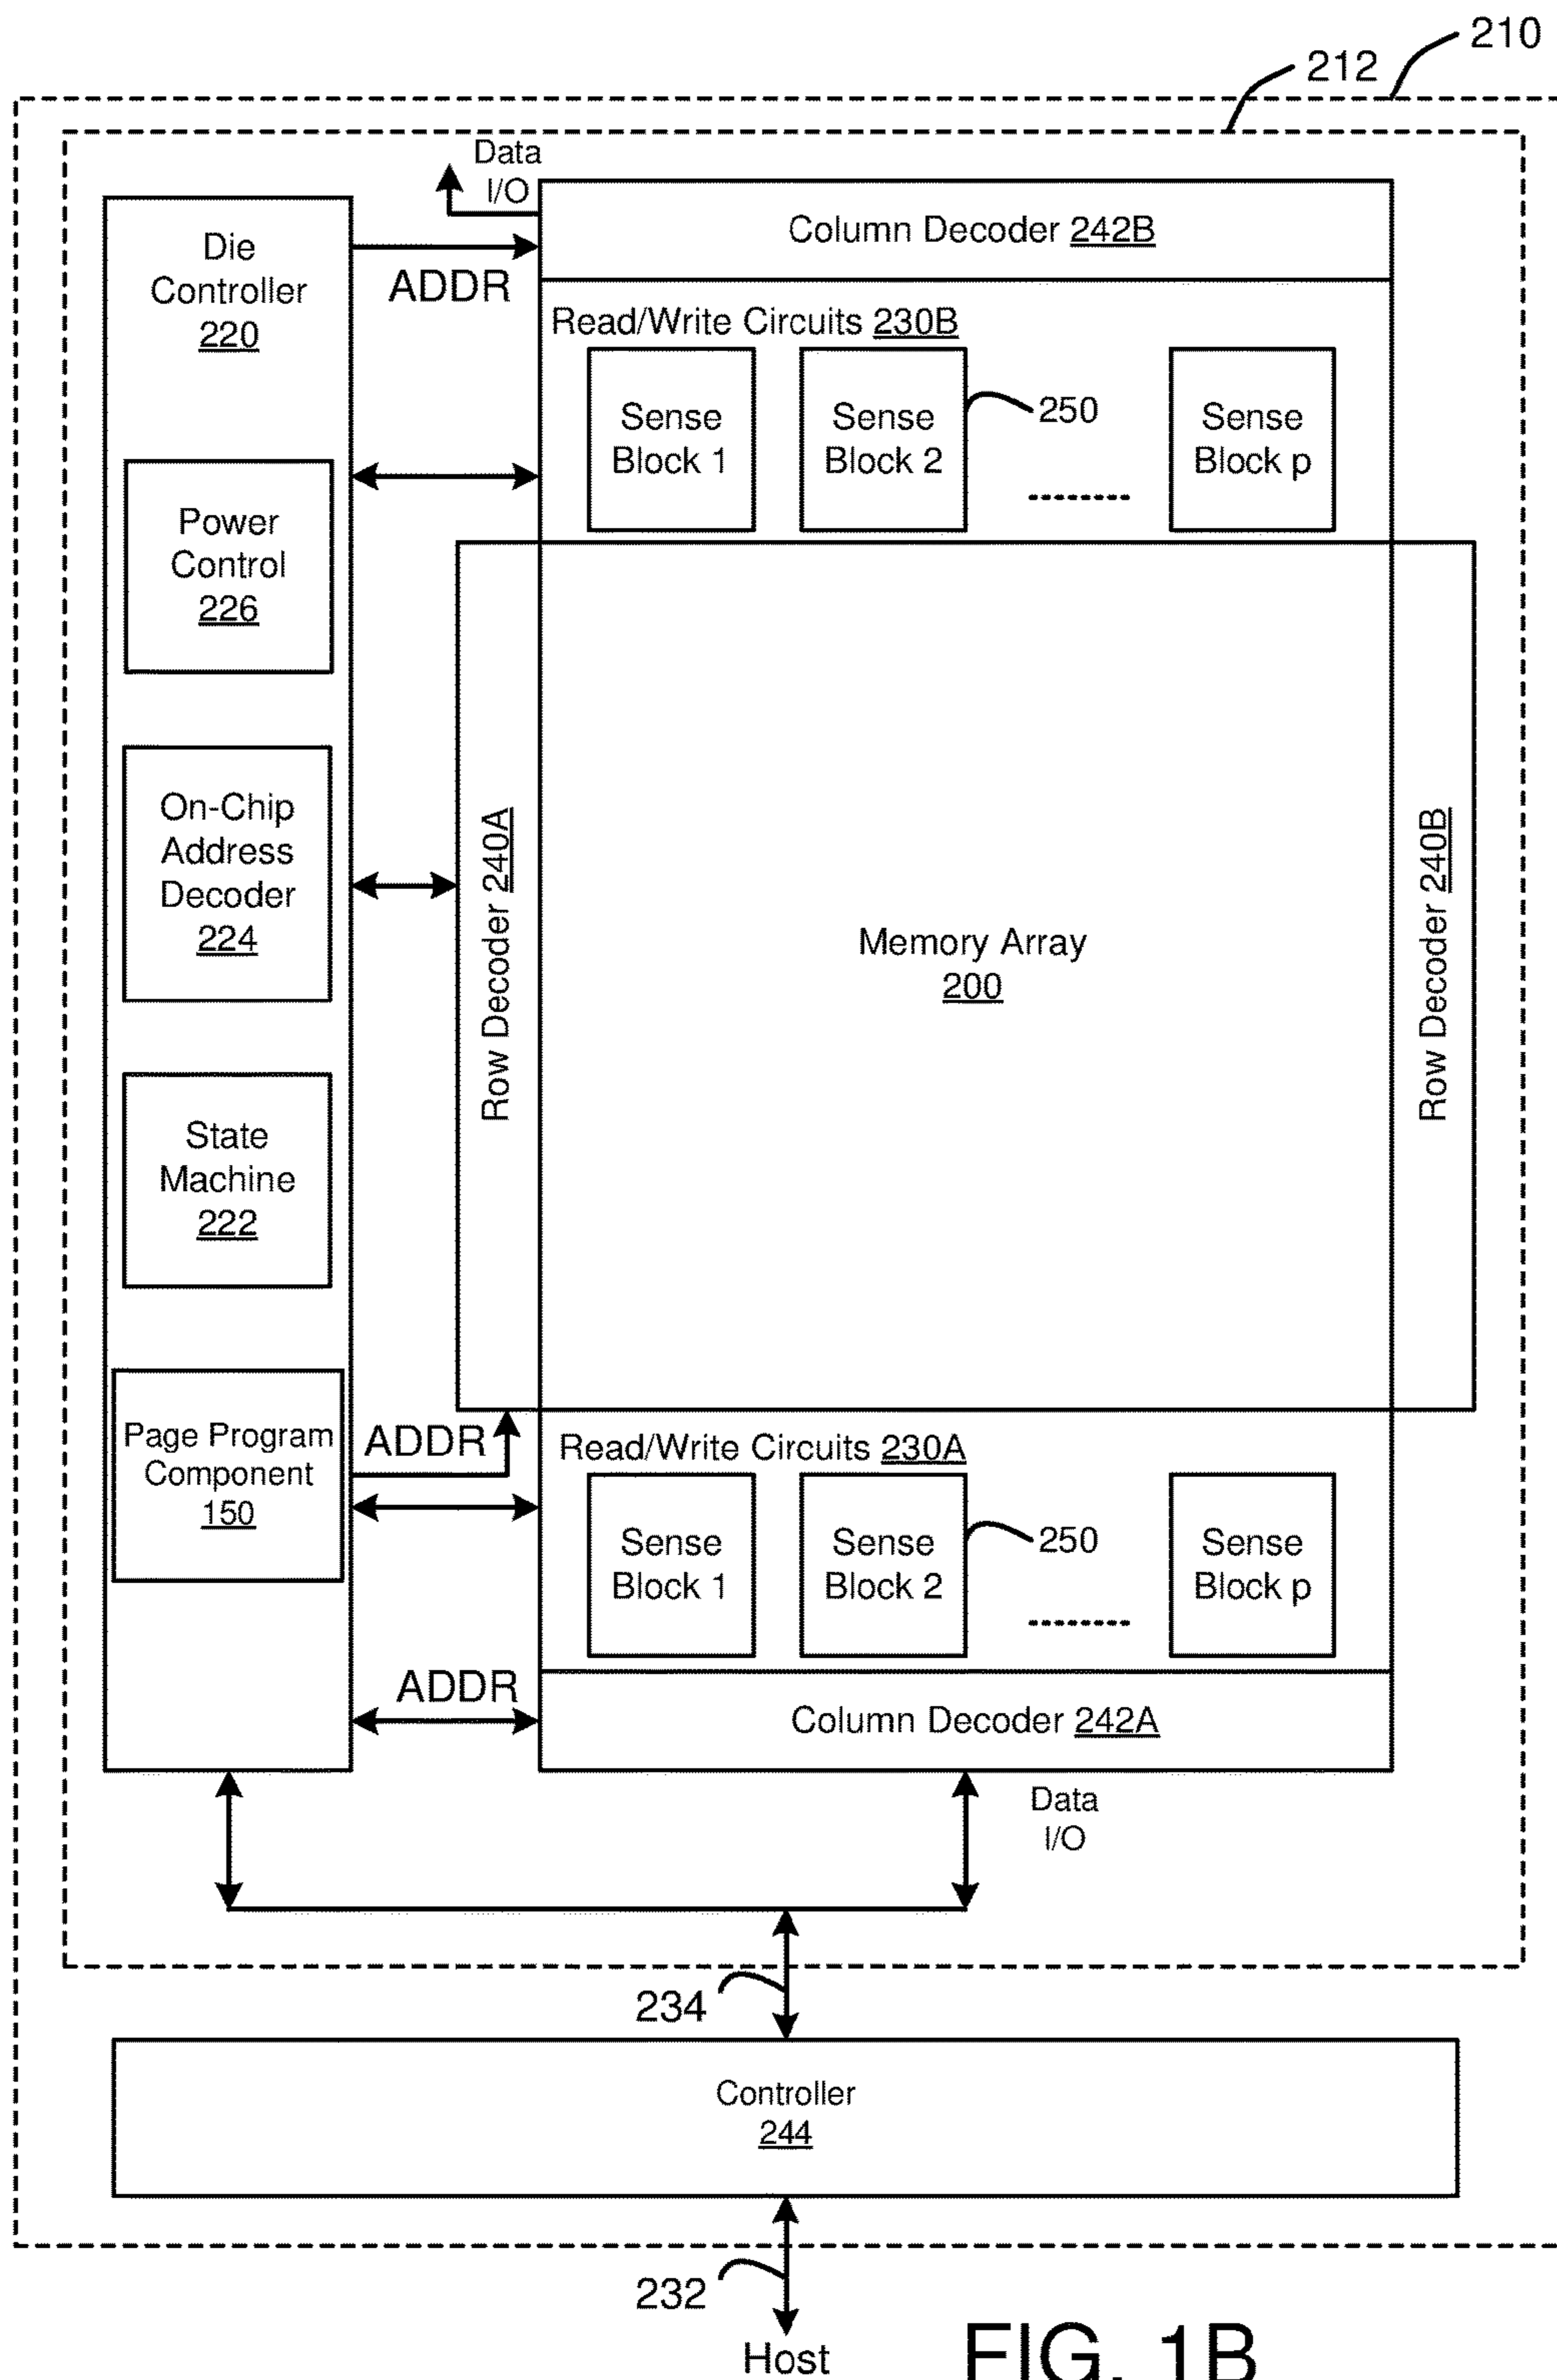 210
212
Data
I/O
Die
Controller
220
ADDR
Column Decoder 242B
Read/Write Circuits 230B
Sense
Block 1
Sense
Block 2
250
Sense
Block p
Power
Control
226
On-Chip
Address
Decoder
224
State
Machine
222
Page Program
Component
150
Row Decoder 240A
Memory Array
200
Row Decoder 240B
ADDR
Read/Write Circuits 230A
Sense
Block 1
Sense
Block 2
250
Sense
Block p
ADDR
Column Decoder 242A
Data
I/O
234
Controller
244
232
Host
FIG. 1B